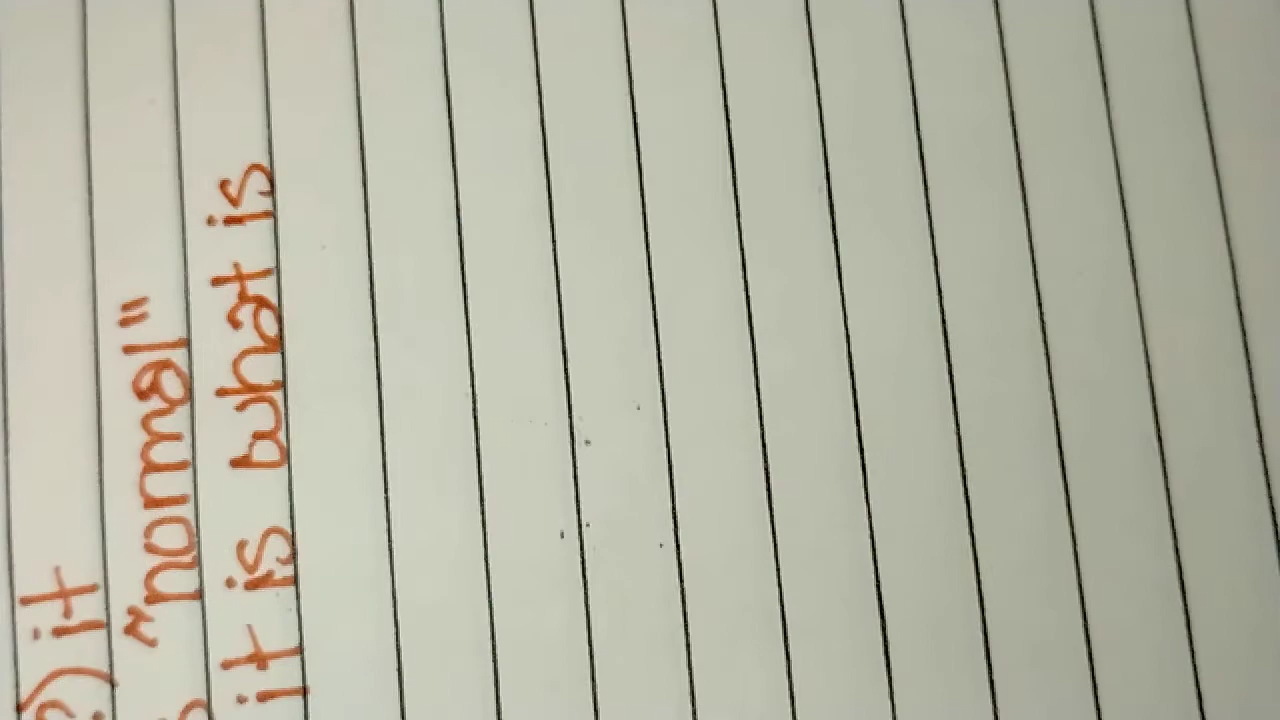 ?) it
"normal"
it is what is